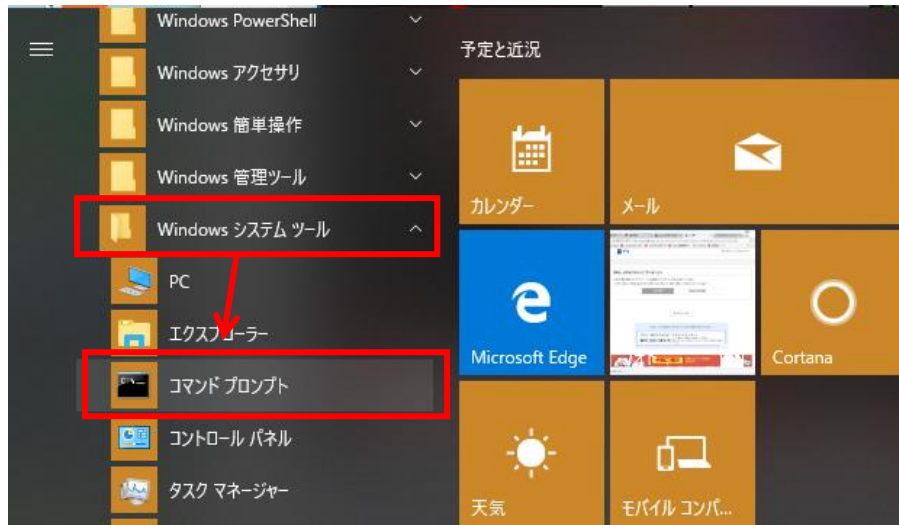 Windows PowerShell
Windows アクセサリ
Windows 簡単操作
Windows 管理ツール
Windows システム ツール
PC
エクスプローラー
コマンド プロンプト
コントロール パネル
タスク マネージャー
予定と近況
カレンダー
メール
Microsoft Edge
Cortana
天気
モバイル コンパ...